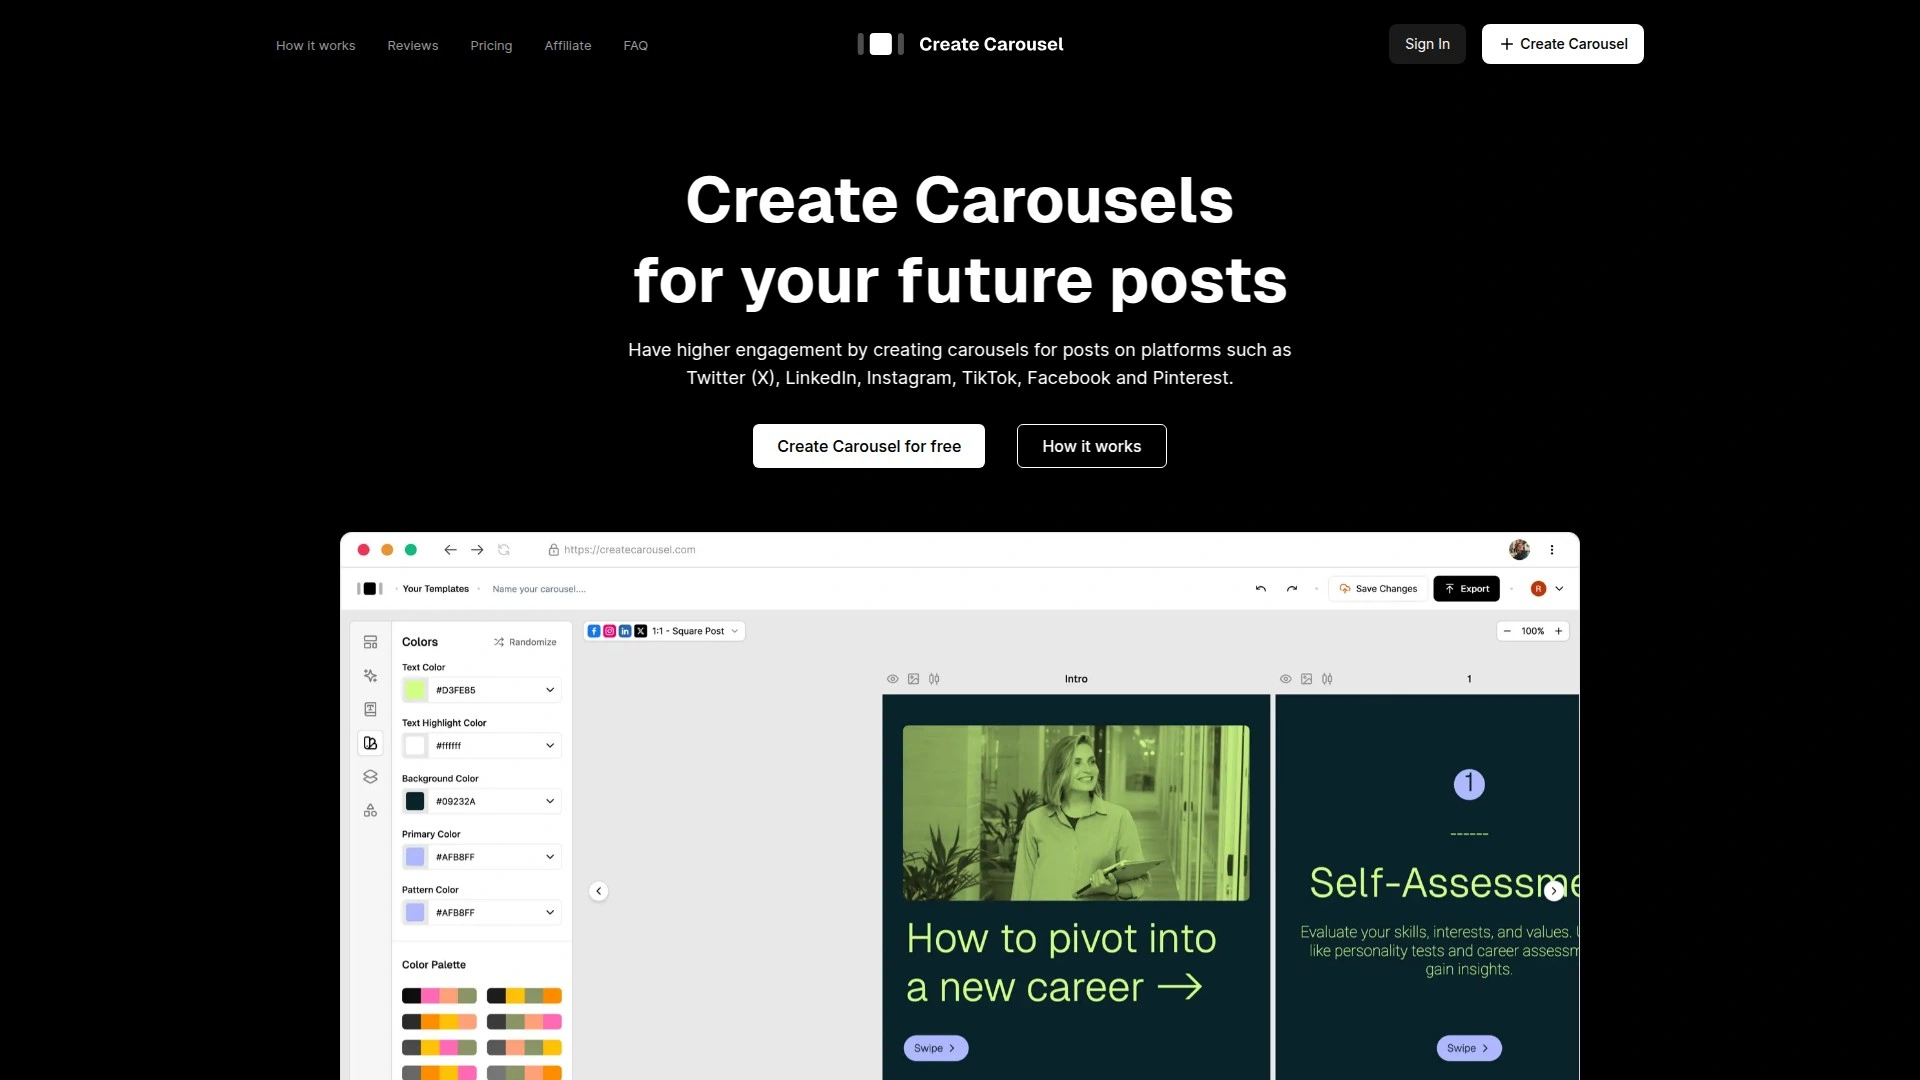 How it works
Reviews
Pricing
Affiliate
FAQ
Create Carousel
Sign In
+ Create Carousel
Create Carousels
for your future posts
Have higher engagement by creating carousels for posts on platforms such as
Twitter (X), LinkedIn, Instagram, TikTok, Facebook and Pinterest.
Create Carousel for free
How it works
https://createcarousel.com
Your Templates
Name your carousel....
Save Changes
Export
R
Colors
Randomize
Text Color
#D3FE85
Text Highlight Color
#ffffff
Background Color
#09232A
Primary Color
#AFB8FF
Pattern Color
#AFB8FF
Color Palette
1:1 - Square Post
100%
Intro
How to pivot into
a new career →
Swipe
1
1
------
Self-Assessme
Evaluate your skills, interests, and values.
like personality tests and career assessm
gain insights.
Swipe